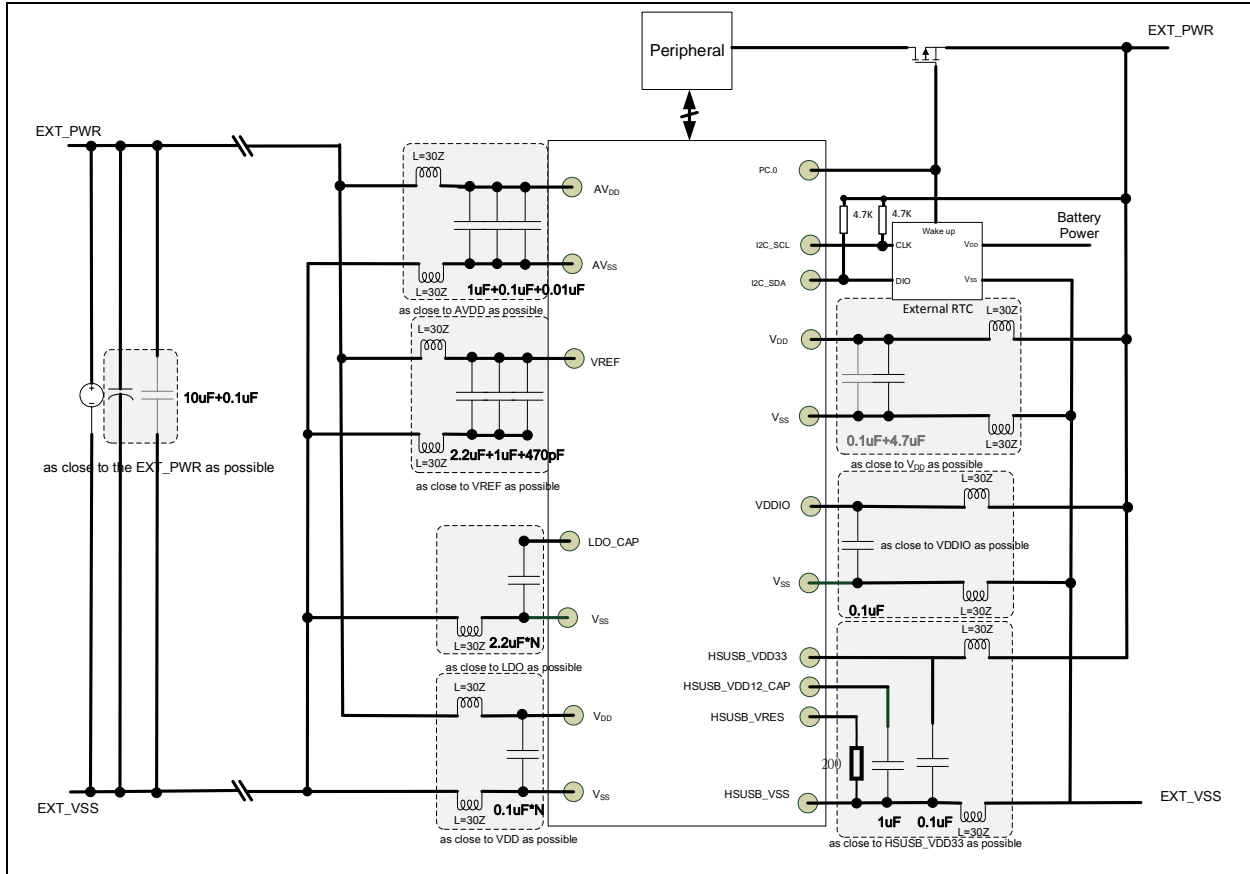 Peripheral
EXT_PWR
EXT_PWR
L=30Z
AVDD
AVSS
L=30Z
1uF+0.1uF+0.01uF
as close to AVDD as possible
L=30Z
VREF
L=30Z
2.2uF+1uF+470pF
as close to VREF as possible
10uF+0.1uF
as close to the EXT_PWR as possible
LDO_CAP
VSS
L=30Z
2.2uF*N
as close to LDO as possible
L=30Z
VDD
VSS
L=30Z
0.1uF*N
as close to VDD as possible
EXT_VSS
PC.0
4.7K
4.7K
Wake up
Battery
Power
I2C_SCL
CLK
VDD
I2C_SDA
DIO
VSS
External RTC
L=30Z
VDD
VSS
0.1uF+4.7uF
L=30Z
as close to VDD as possible
L=30Z
VDDIO
as close to VDDIO as possible
VSS
0.1uF
L=30Z
L=30Z
HSUSB_VDD33
HSUSB_VDD12_CAP
HSUSB_VRES
200
HSUSB_VSS
1uF
0.1uF
L=30Z
as close to HSUSB_VDD33 as possible
EXT_VSS